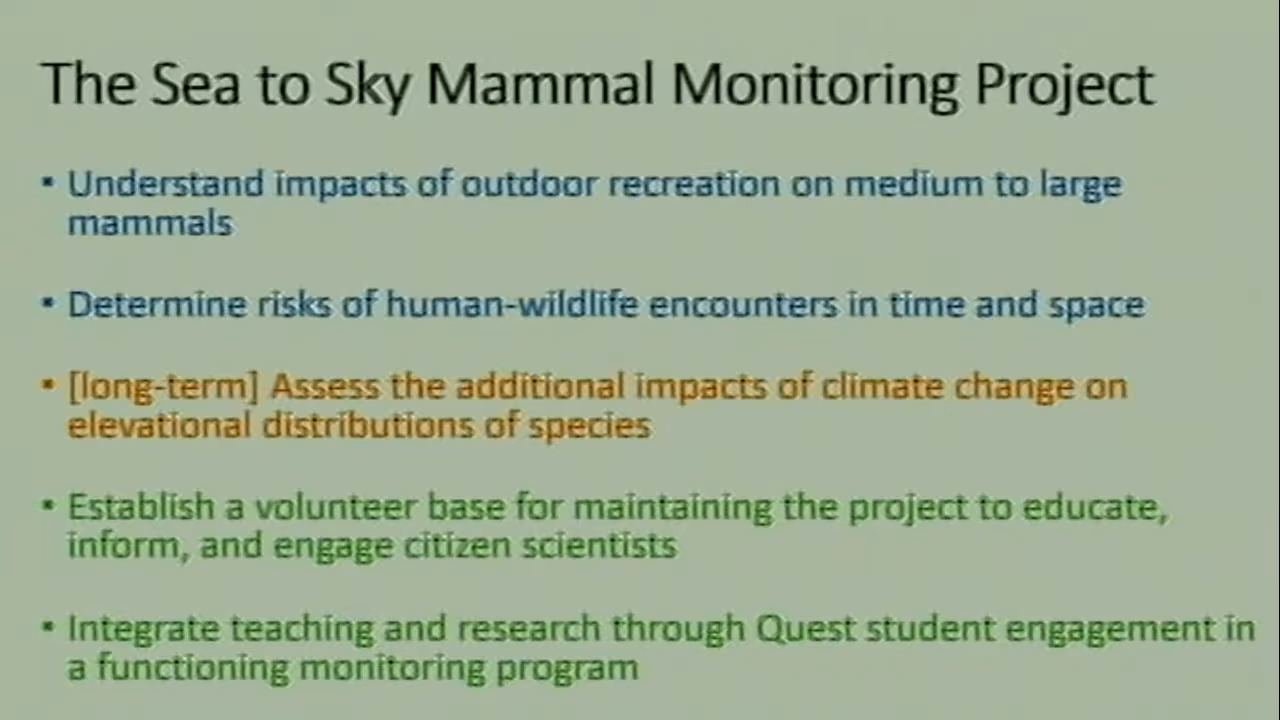 The Sea to Sky Mammal Monitoring Project
▪ Understand impacts of outdoor recreation on medium to large
mammals
▪ Determine risks of human-wildlife encounters in time and space
▪ [long-term] Assess the additional impacts of climate change on
elevational distributions of species
▪ Establish a volunteer base for maintaining the project to educate,
inform, and engage citizen scientists
▪ Integrate teaching and research through Quest student engagement in
a functioning monitoring program